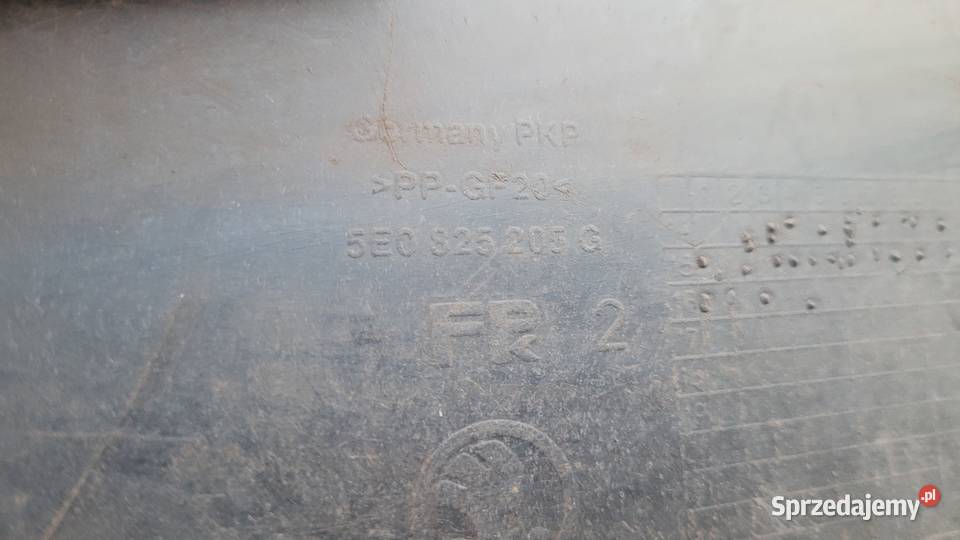 Germany PKP
>PP-GF20<
5E0 825 205 G
FR 2
Sprzedajemy.pl